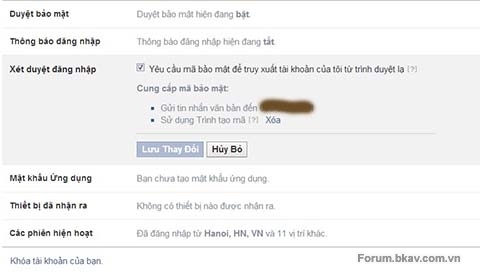 Duyệt bảo mật Duyệt bảo mật hiện đang bật.
Thông báo đăng nhập Thông báo đăng nhập hiện đang tắt.
Xét duyệt đăng nhập Yêu cầu mã bảo mật để truy xuất tài khoản của tôi từ trình duyệt lạ [?]
Cung cấp mã bảo mật:
Gửi tin nhắn văn bản đến
Sử dụng Trình tạo mã [?] Xóa
Lưu Thay Đổi Hủy Bỏ
Mật khẩu Ứng dụng Bạn chưa tạo mật khẩu ứng dụng.
Thiết bị đã nhận ra Không có thiết bị nào được nhận ra.
Các phiên hiện hoạt Đã đăng nhập từ Hanoi, HN, VN và 11 vị trí khác.
Khóa tài khoản của bạn.
Forum.bkav.com.vn